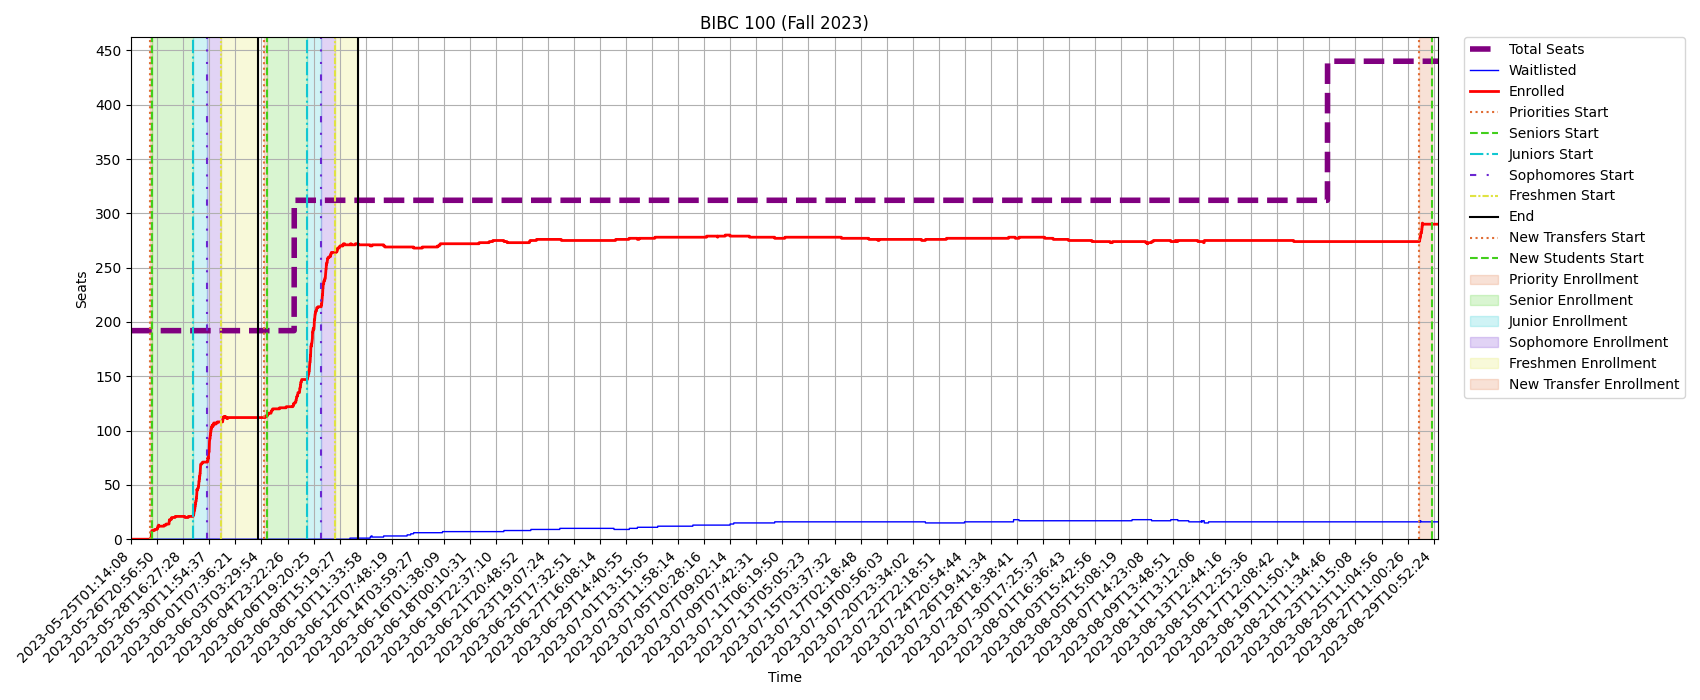 BIBC 100 (Fall 2023)
Seats
450
400
350
300
250
200
150
100
50
0
2023-05-25T01:14:08
2023-05-26T20:56:50
2023-05-28T16:27:28
2023-05-30T11:54:37
2023-06-01T07:36:21
2023-06-03T03:29:54
2023-06-04T23:22:26
2023-06-06T19:20:25
2023-06-08T15:19:27
2023-06-10T11:33:58
2023-06-12T07:48:19
2023-06-14T03:59:27
2023-06-16T01:38:09
2023-06-18T00:10:31
2023-06-19T22:37:10
2023-06-21T20:48:52
2023-06-23T19:07:24
2023-06-25T17:32:51
2023-06-27T16:08:14
2023-06-29T14:40:55
2023-07-01T13:15:05
2023-07-03T11:58:14
2023-07-05T10:28:16
2023-07-07T09:02:14
2023-07-09T07:42:31
2023-07-11T06:19:50
2023-07-13T05:05:23
2023-07-15T03:37:32
2023-07-17T02:18:48
2023-07-19T00:56:03
2023-07-20T23:34:02
2023-07-22T22:18:51
2023-07-24T20:54:44
2023-07-26T19:41:34
2023-07-28T18:38:41
2023-07-30T17:25:37
2023-08-01T16:36:43
2023-08-03T15:42:56
2023-08-05T15:08:19
2023-08-07T14:23:08
2023-08-09T13:48:51
2023-08-11T13:12:06
2023-08-13T12:44:16
2023-08-15T11:25:36
2023-08-17T11:08:42
2023-08-19T11:50:14
2023-08-21T11:34:46
2023-08-23T11:15:08
2023-08-25T11:04:56
2023-08-27T11:00:26
2023-08-29T10:52:24
Time
Total Seats
Waitlisted
Enrolled
Priorities Start
Seniors Start
Juniors Start
Sophomores Start
Freshmen Start
End
New Transfers Start
New Students Start
Priority Enrollment
Senior Enrollment
Junior Enrollment
Sophomore Enrollment
Freshmen Enrollment
New Transfer Enrollment